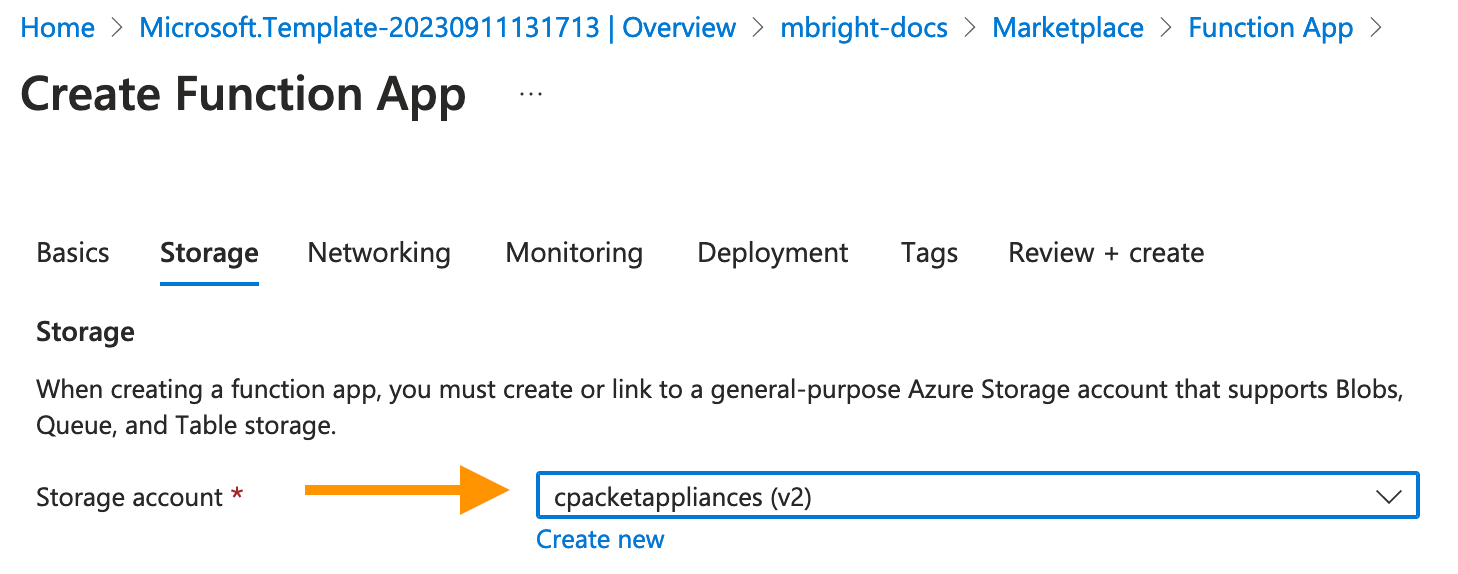 Home > Microsoft.Template-20230911131713 | Overview > mbright-docs > Marketplace > Function App >
Create Function App ...
Basics Storage Networking Monitoring Deployment Tags Review + create
Storage
When creating a function app, you must create or link to a general-purpose Azure Storage account that supports Blobs,
Queue, and Table storage.
Storage account * cpacketappliances (v2)
Create new